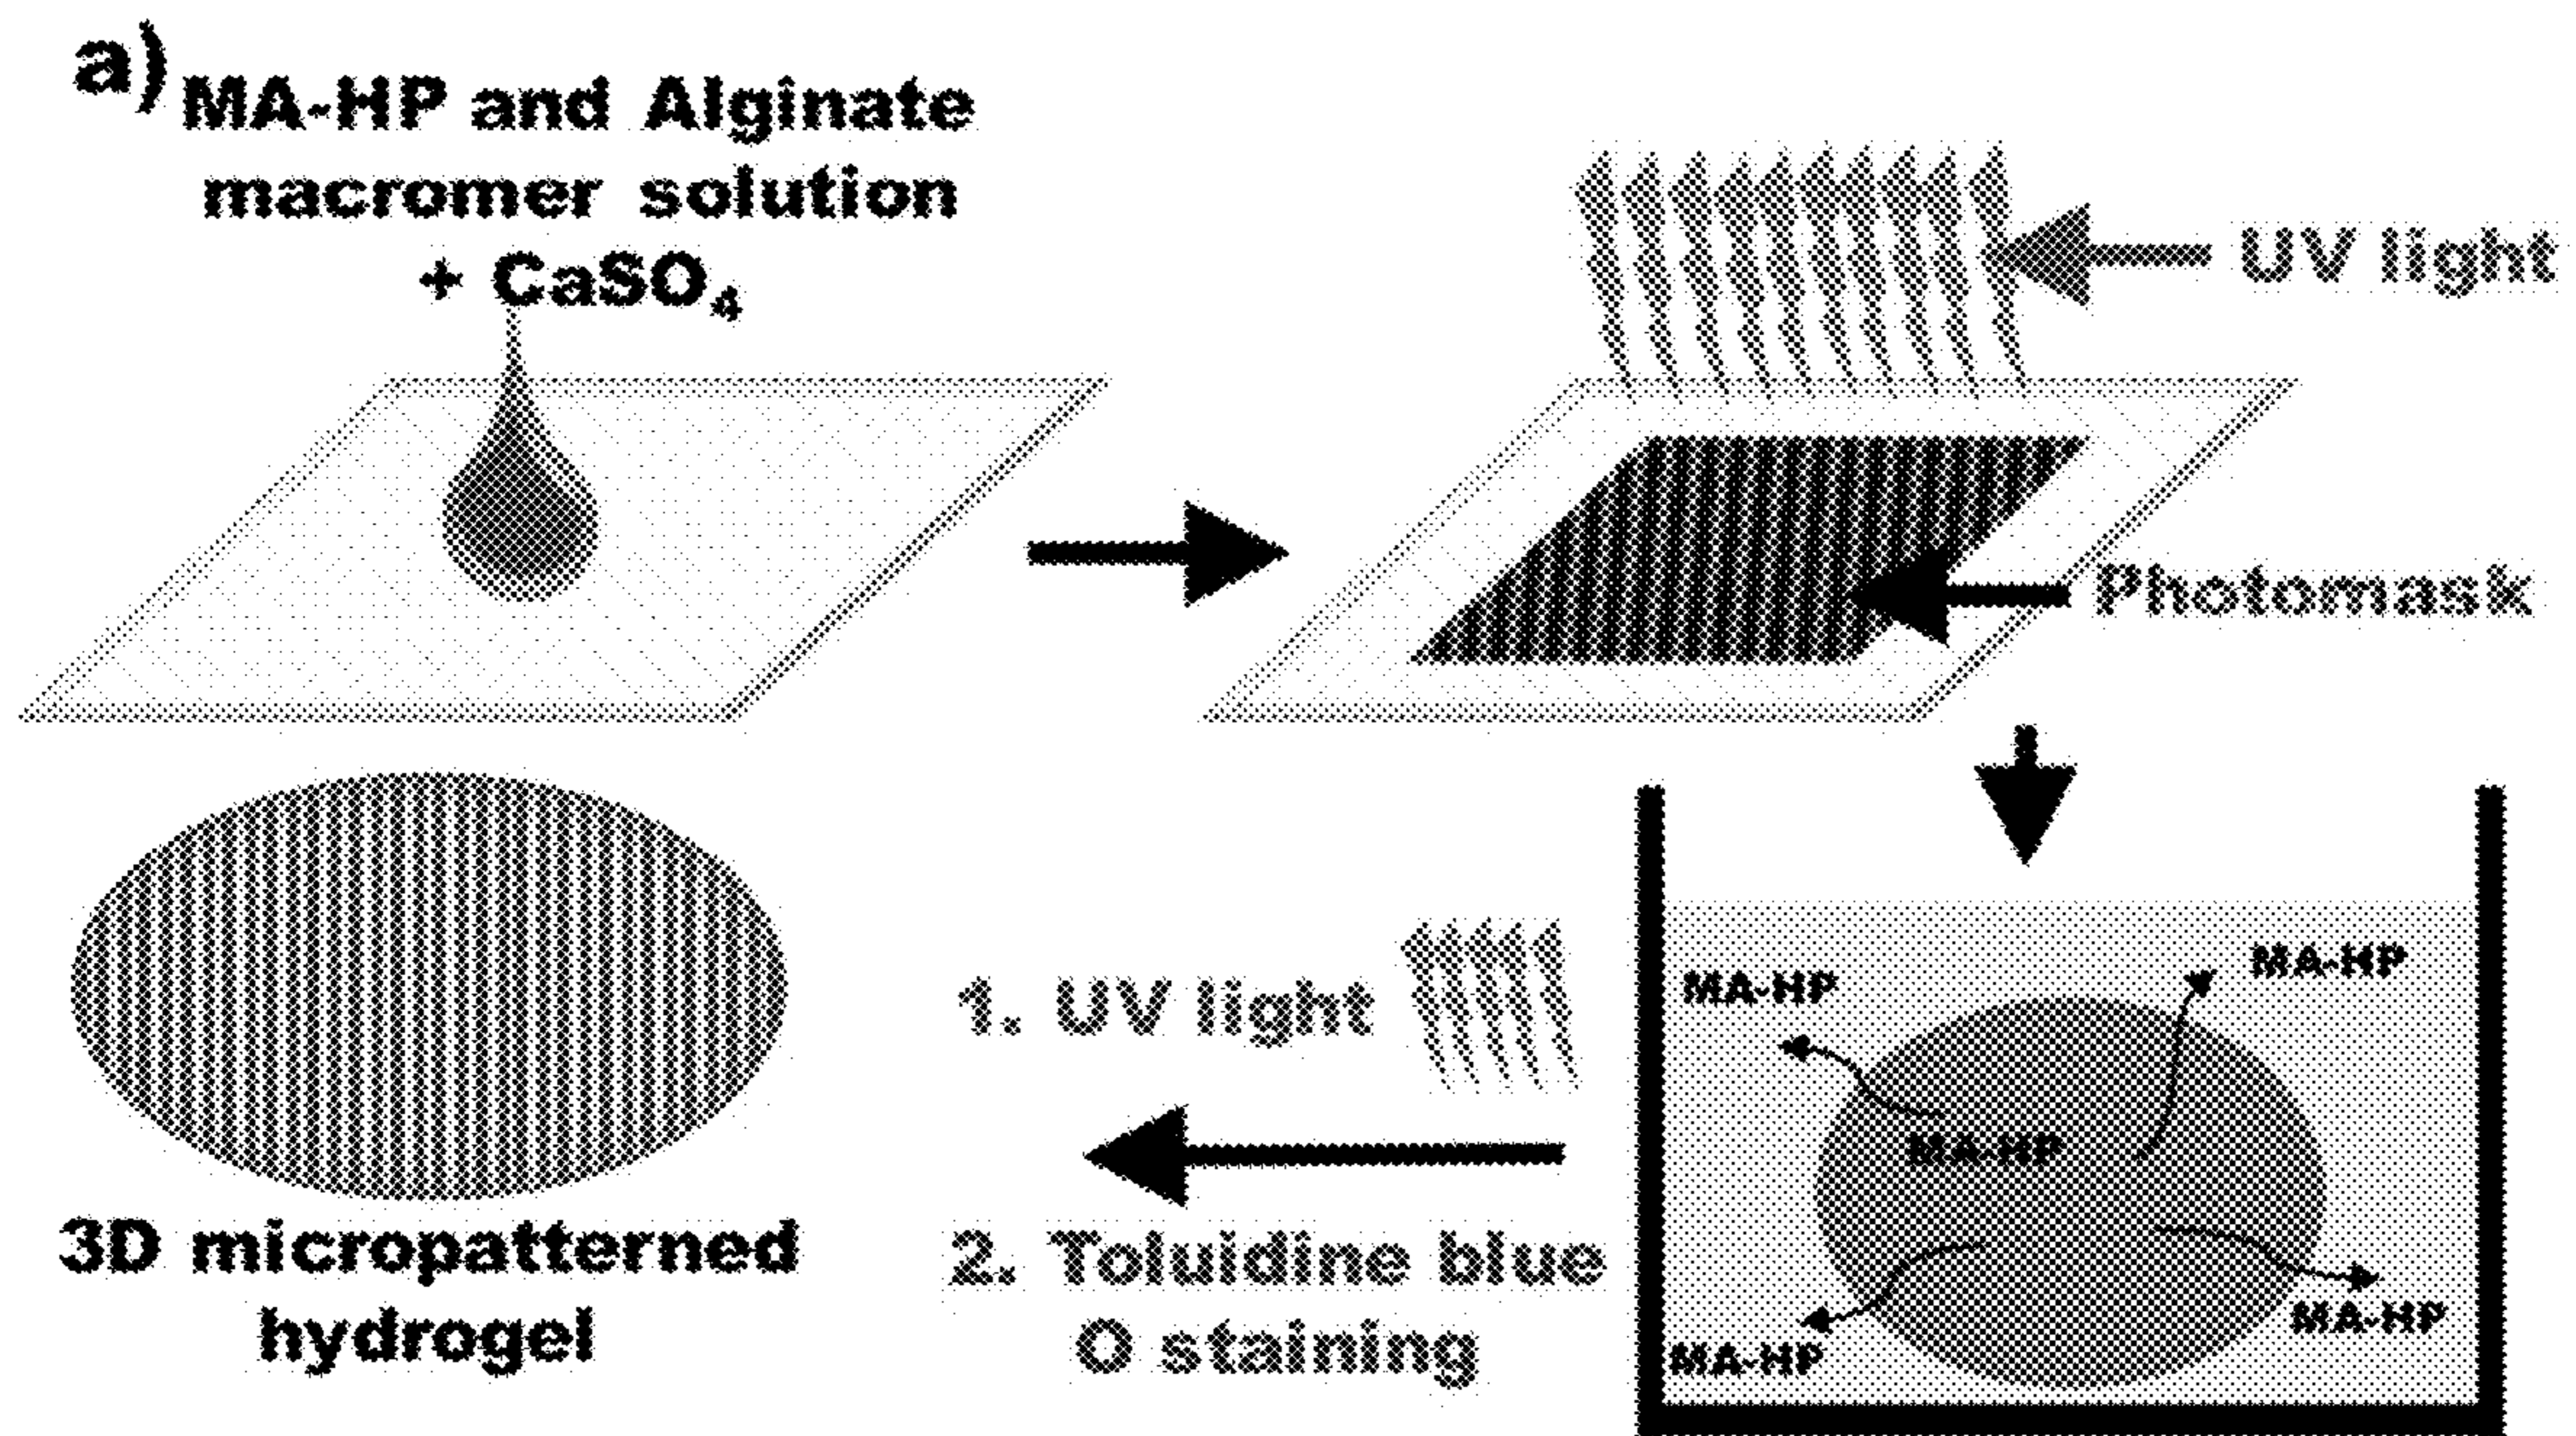 a)
MA-HP and Alginate
macromer solution
+ CaSO₄
UV light
Photomask
MA-HP
MA-HP
MA-HP
MA-HP
MA-HP
1. UV light
2. Toluidine blue
O staining
3D micropatterned
hydrogel